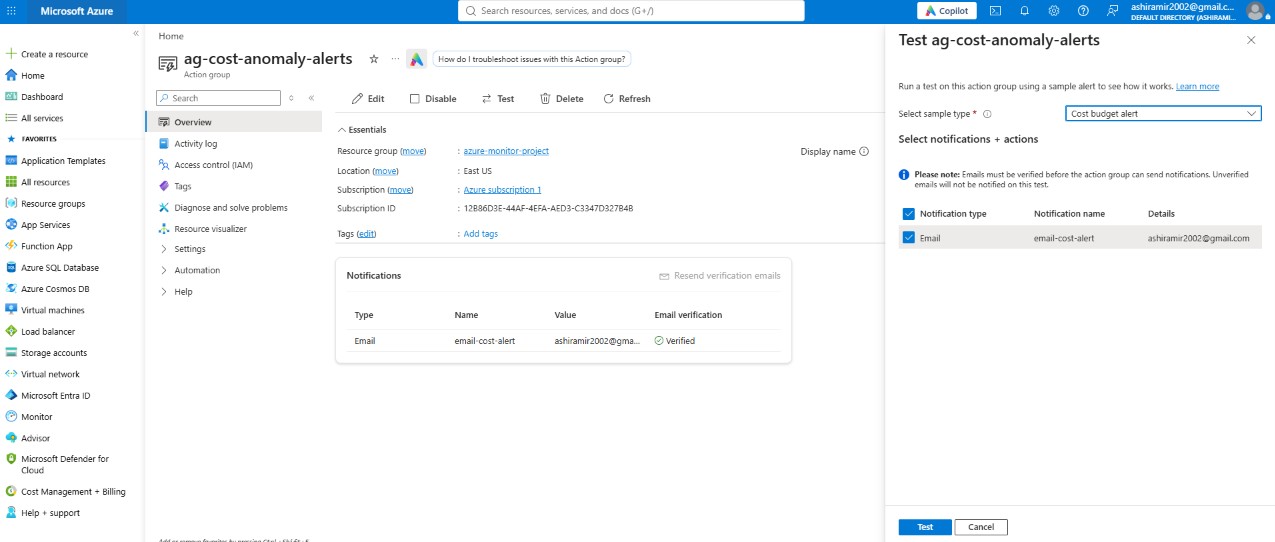 Microsoft Azure
Search resources, services, and docs (G+/)
Copilot
ashiramir2002@gmail.c...
DEFAULT DIRECTORY (ASHIRAMI...
Create a resource
Home
Dashboard
All services
FAVORITES
Application Templates
All resources
Resource groups
App Services
Function App
Azure SQL Database
Azure Cosmos DB
Virtual machines
Load balancer
Storage accounts
Virtual network
Microsoft Entra ID
Monitor
Advisor
Microsoft Defender for
Cloud
Cost Management + Billing
Help + support
Home
ag-cost-anomaly-alerts
Action group
How do I troubleshoot issues with this Action group?
Search
Overview
Activity log
Access control (IAM)
Tags
Diagnose and solve problems
Resource visualizer
Settings
Automation
Help
Add or remove favorites by pressing Ctrl+Shift+F
Edit Disable Test Delete Refresh
Essentials
Resource group (move) : azure-monitor-project
Display name
Location (move) : East US
Subscription (move) : Azure subscription 1
Subscription ID : 12B86D3E-44AF-4EFA-AED3-C3347D327B4B
Tags (edit) : Add tags
Notifications Resend verification emails
Type Name Value Email verification
Email email-cost-alert ashiramir2002@gma... Verified
Test ag-cost-anomaly-alerts
Run a test on this action group using a sample alert to see how it works. Learn more
Select sample type * Cost budget alert
Select notifications + actions
Please note: Emails must be verified before the action group can send notifications. Unverified
emails will not be notified on this test.
Notification type Notification name Details
Email email-cost-alert ashiramir2002@gmail.com
Test Cancel